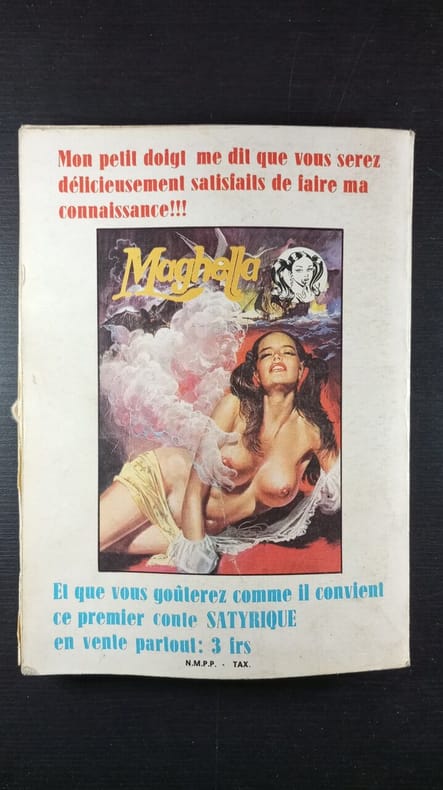 Mon petit doigt me dit que vous serez
délicieusement satisfaits de faire ma
connaissance!!!
Maghella
Et que vous goûterez comme il convient
ce premier conte SATYRIQUE
en vente partout: 3 frs
N.M.P.P. - TAX.